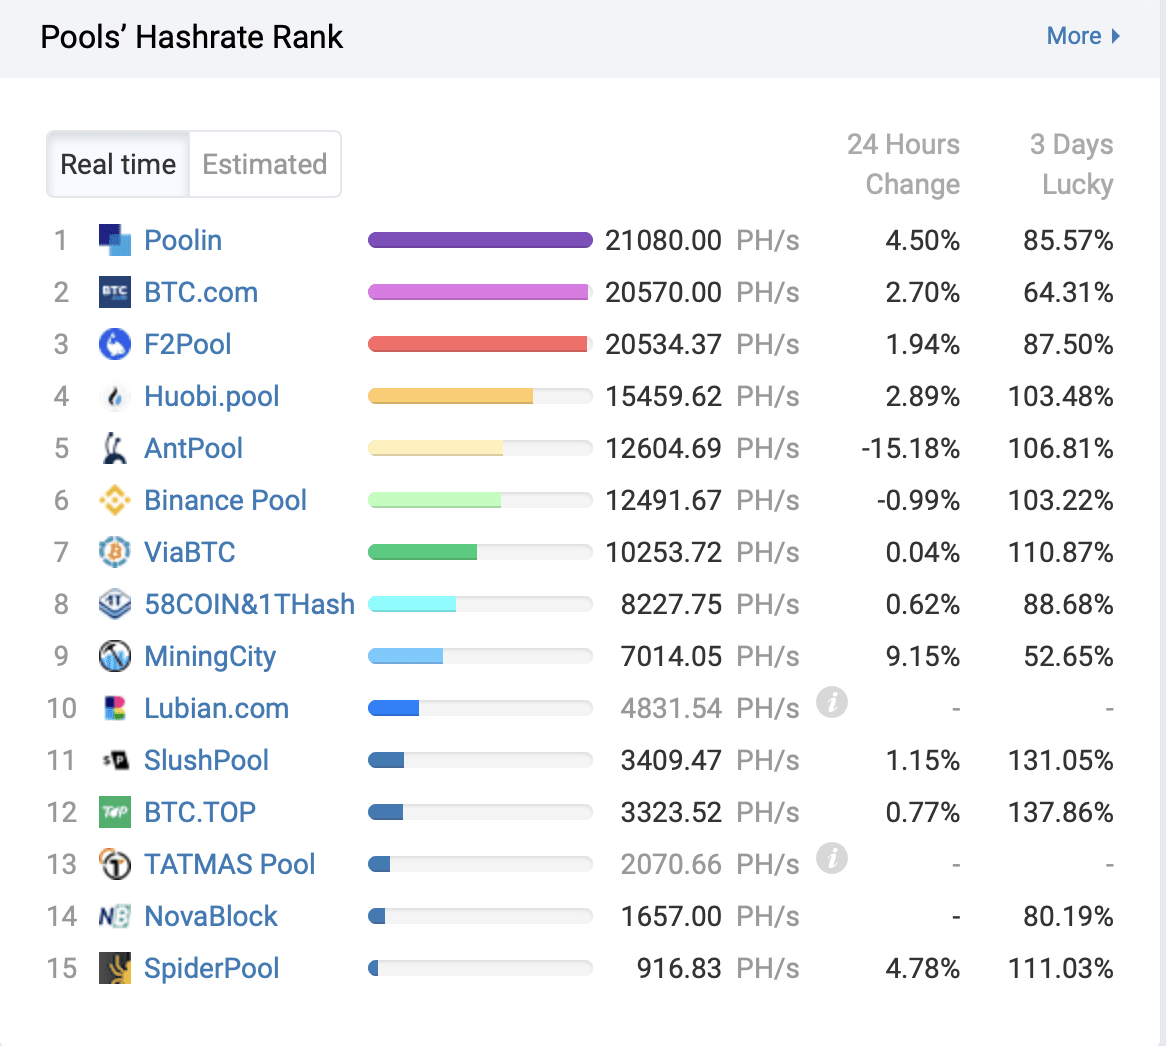 Pools’ Hashrate Rank More
Real time Estimated 24 Hours Change 3 Days Lucky
1 Poolin 21080.00 PH/s 4.50% 85.57%
2 BTC BTC.com 20570.00 PH/s 2.70% 64.31%
3 F2Pool 20534.37 PH/s 1.94% 87.50%
4 Huobi.pool 15459.62 PH/s 2.89% 103.48%
5 AntPool 12604.69 PH/s -15.18% 106.81%
6 Binance Pool 12491.67 PH/s -0.99% 103.22%
7 ViaBTC 10253.72 PH/s 0.04% 110.87%
8 1T 58COIN&1THash 8227.75 PH/s 0.62% 88.68%
9 MiningCity 7014.05 PH/s 9.15% 52.65%
10 Lubian.com 4831.54 PH/s i - -
11 SP SlushPool 3409.47 PH/s 1.15% 131.05%
12 TOP BTC.TOP 3323.52 PH/s 0.77% 137.86%
13 T TATMAS Pool 2070.66 PH/s i - -
14 NB NovaBlock 1657.00 PH/s - 80.19%
15 SpiderPool 916.83 PH/s 4.78% 111.03%